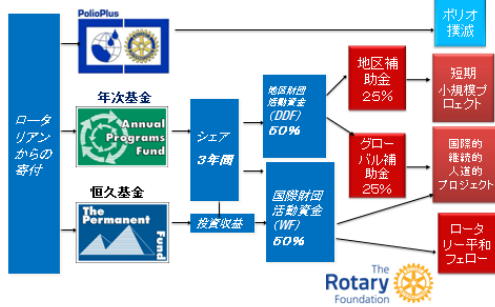 PolioPlus
ポリオ
撲滅
年次基金
Annual
Programs
Fund
恒久基金
The
Permanent
Fund
ロータ
リアン
からの
寄付
シェア
3年間
投資収益
地区財団
活動資金
(DDF)
50%
国際財団
活動資金
(WF)
50%
地区補
助金
25%
グロー
バル補
助金
25%
短期
小規模プ
ロジェクト
国際的
継続的
人道的
プロジェクト
ロータ
リー平和
フェロー
The
Rotary
Foundation